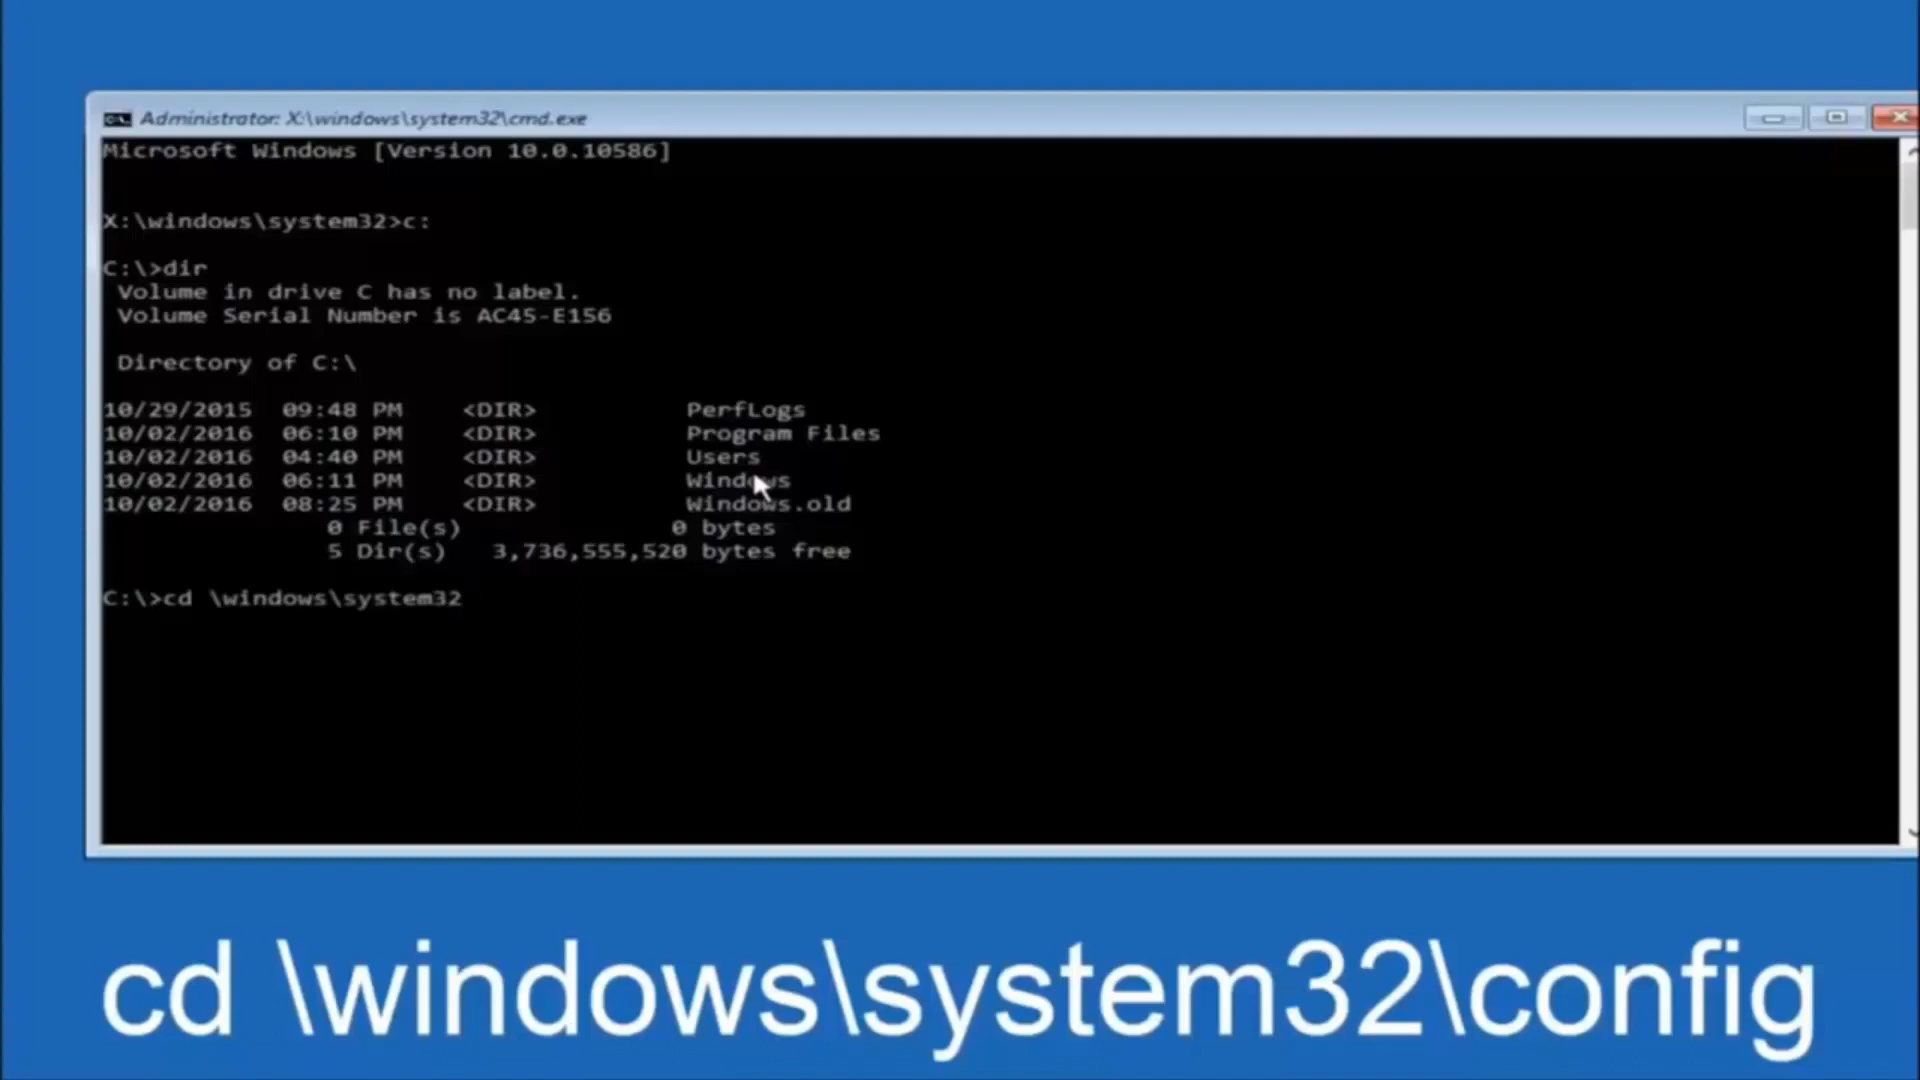 Administrator: X:\windows\system32\cmd.exe
Microsoft Windows [Version 10.0.10586]
X:\windows\system32>c:
C:\>dir
Volume in drive C has no label.
Volume Serial Number is AC45-E156
Directory of C:\
10/29/2015 09:48 PM <DIR> PerfLogs
10/02/2016 06:10 PM <DIR> Program Files
10/02/2016 04:40 PM <DIR> Users
10/02/2016 06:11 PM <DIR> Windows
10/02/2016 08:25 PM <DIR> Windows.old
0 File(s) 0 bytes
5 Dir(s) 3,736,555,520 bytes free
C:\>cd \windows\system32
cd \windows\system32\config